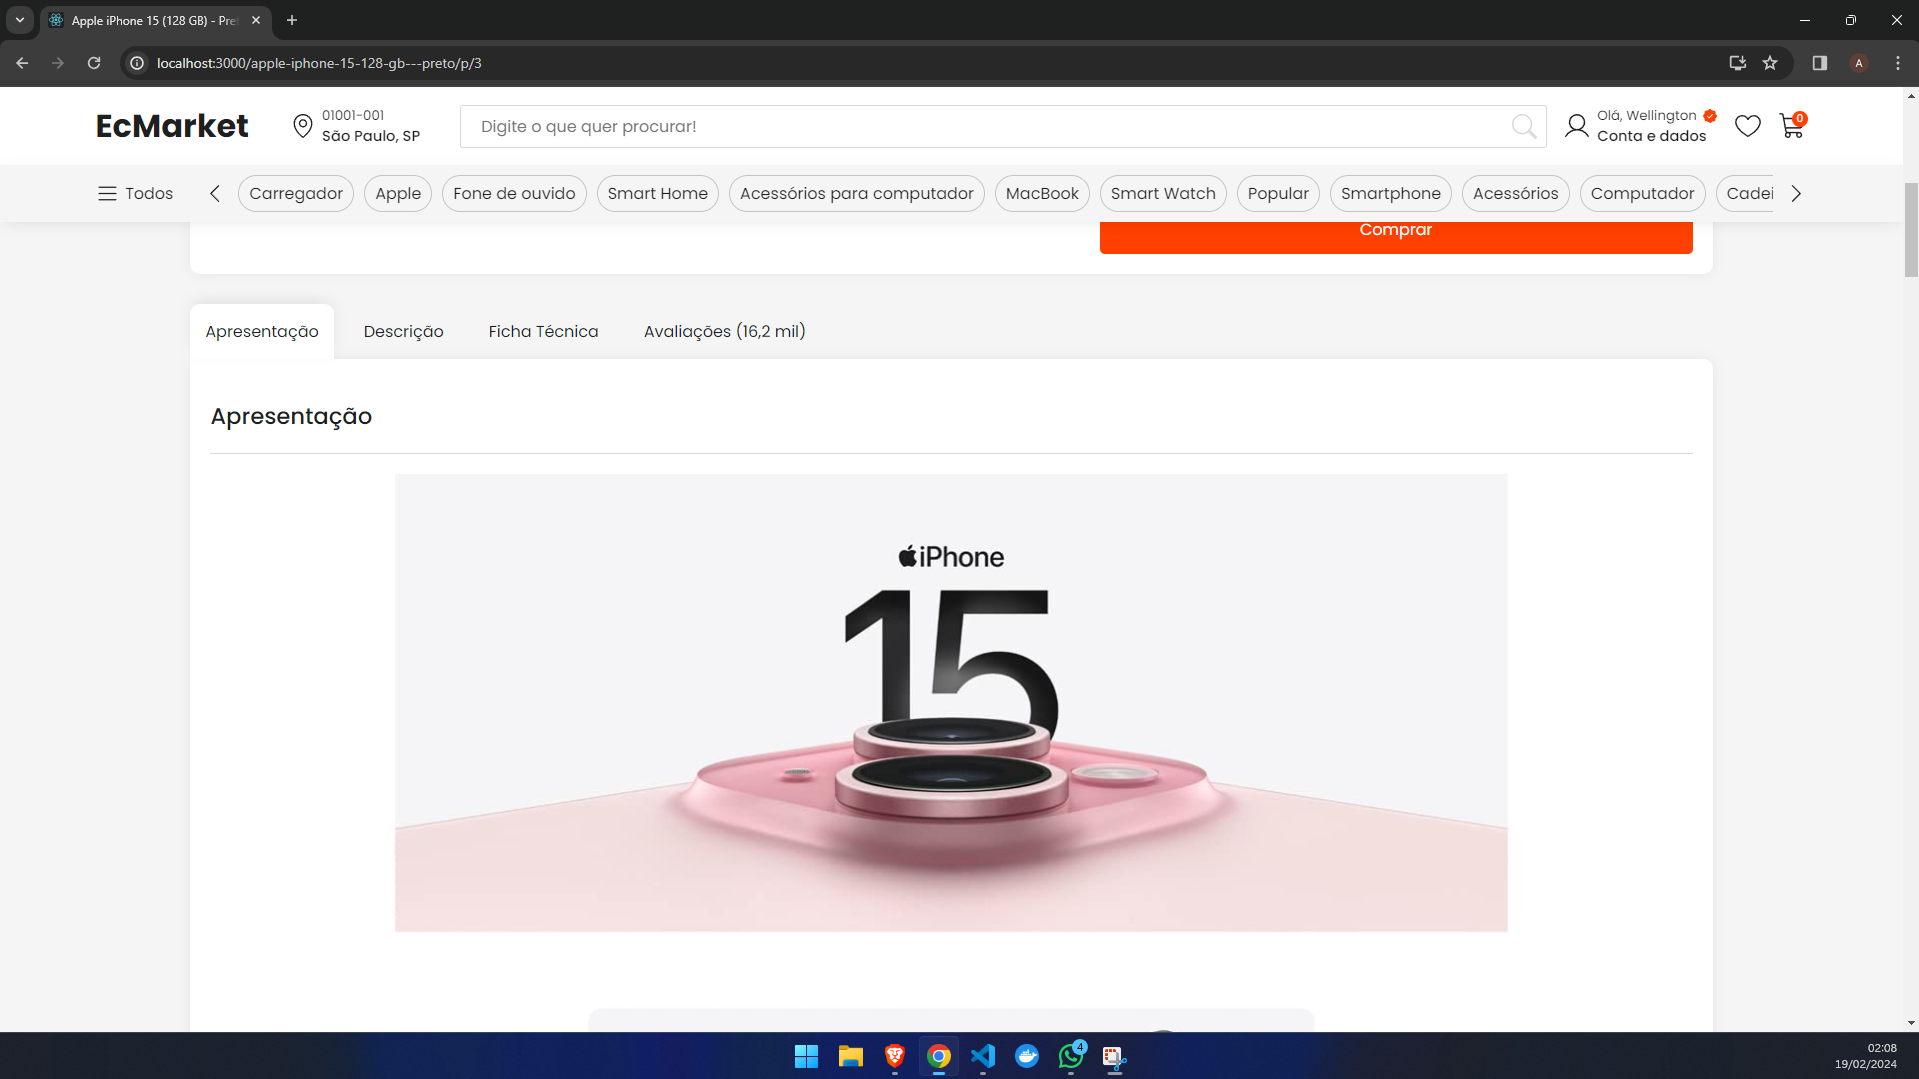 Apple iPhone 15 (128 GB) - Pre
localhost:3000/apple-iphone-15-128-gb---preto/p/3
A
EcMarket
01001-001
São Paulo, SP
Digite o que quer procurar!
Olá, Wellington
Conta e dados
0
Todos
Carregador
Apple
Fone de ouvido
Smart Home
Acessórios para computador
MacBook
Smart Watch
Popular
Smartphone
Acessórios
Computador
Cadei
Comprar
Apresentação
Descrição
Ficha Técnica
Avaliações (16,2 mil)
Apresentação
iPhone
15
4
02:08
19/02/2024